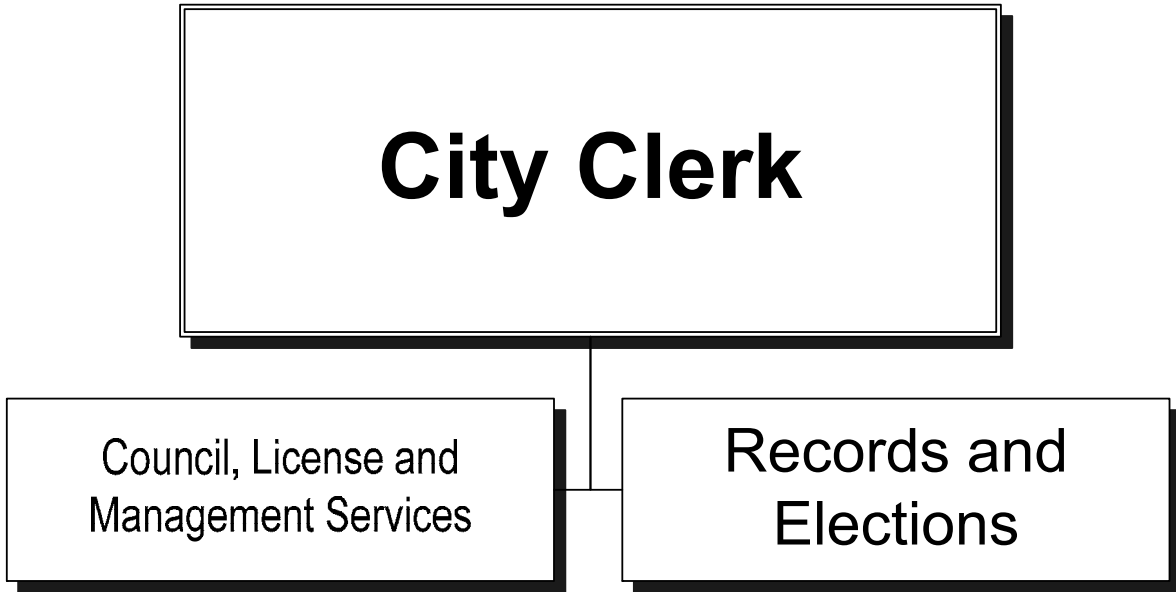 City Clerk
Council, License and
Management Services
Records and
Elections